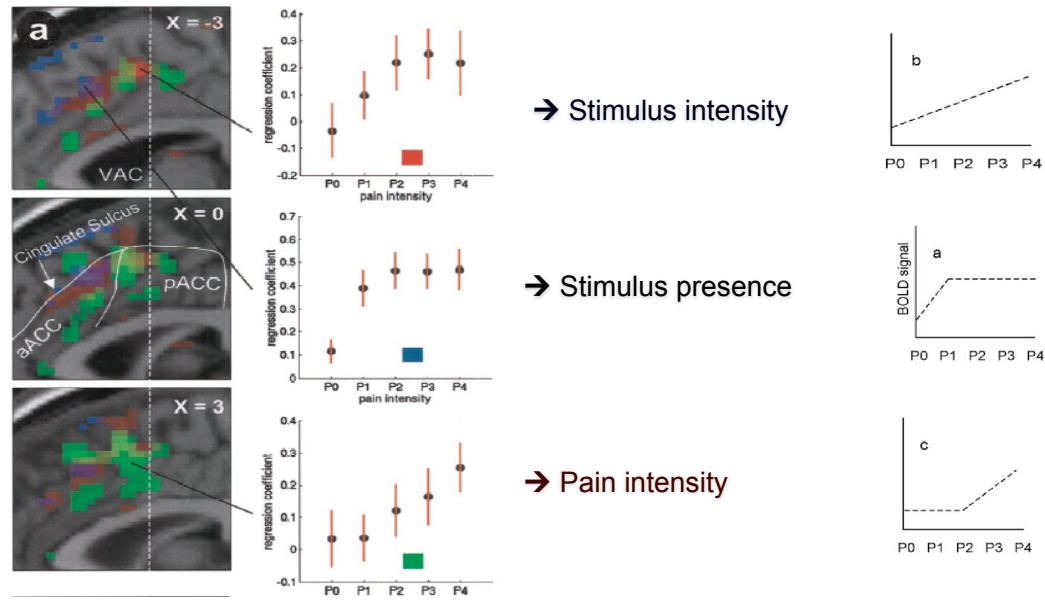 a
X = -3
VAC
Cingulate Sulcus
X = 0
pACC
aACC
X = 3
regression coefficient
0.4
0.3
0.2
0.1
0
-0.1
-0.2
P0 P1 P2 P3 P4
pain intensity
→ Stimulus intensity
b
P0 P1 P2 P3 P4
regression coefficient
0.7
0.6
0.5
0.4
0.3
0.2
0.1
0
P0 P1 P2 P3 P4
pain intensity
→ Stimulus presence
BOLD signal
a
P0 P1 P2 P3 P4
regression coefficient
0.4
0.3
0.2
0.1
0
-0.1
P0 P1 P2 P3 P4
→ Pain intensity
c
P0 P1 P2 P3 P4